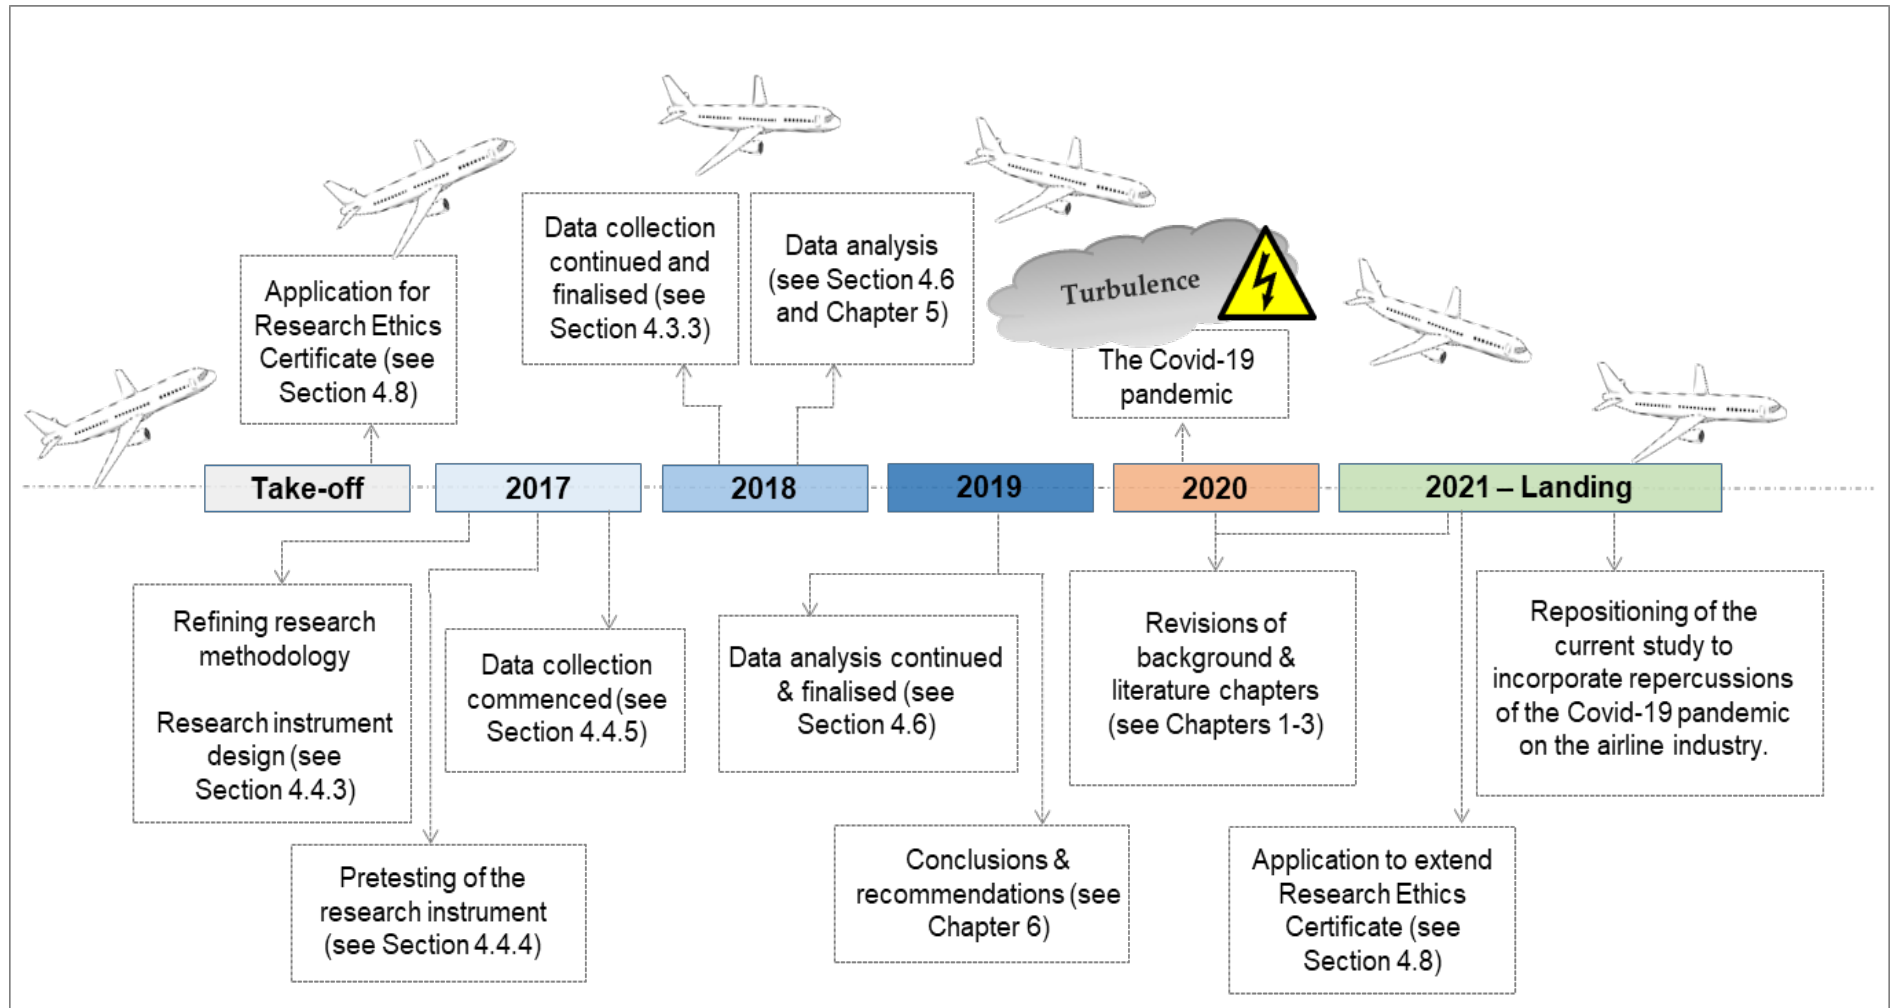 Application for
Research Ethics
Certificate (see
Section 4.8)
Data collection
continued and
finalised (see
Section 4.3.3)
Data analysis
(see Section 4.6
and Chapter 5)
Turbulence
The Covid-19
pandemic
Take-off
2017
2018
2019
2020
2021 – Landing
Refining research
methodology
Research instrument
design (see
Section 4.4.3)
Pretesting of the
research instrument
(see Section 4.4.4)
Data collection
commenced (see
Section 4.4.5)
Data analysis continued
& finalised (see
Section 4.6)
Conclusions &
recommendations (see
Chapter 6)
Revisions of
background &
literature chapters
(see Chapters 1-3)
Application to extend
Research Ethics
Certificate (see
Section 4.8)
Repositioning of the
current study to
incorporate repercussions
of the Covid-19 pandemic
on the airline industry.